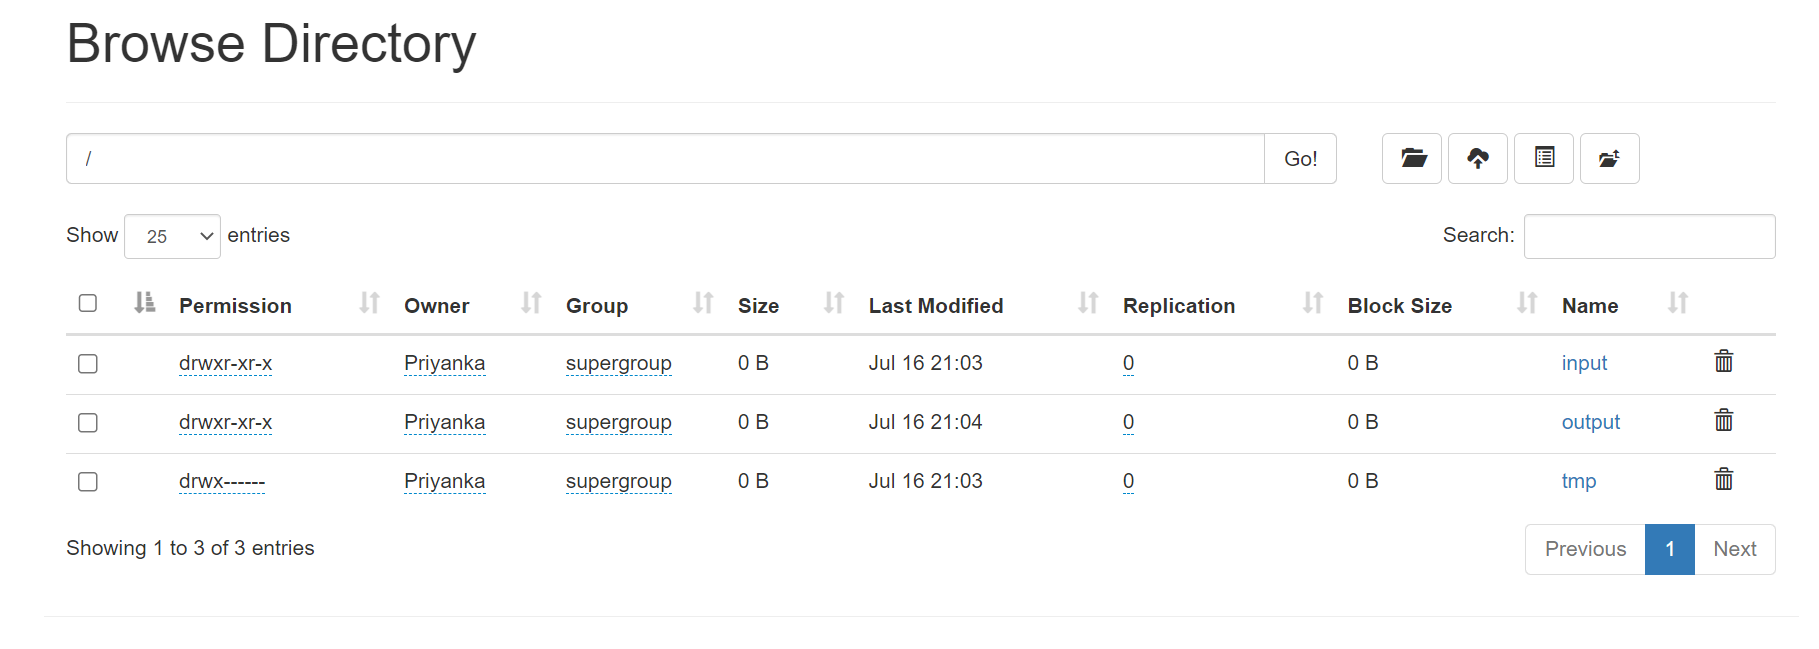 Browse Directory
/ Go!
Show 25 entries Search:
Permission Owner Group Size Last Modified Replication Block Size Name
drwxr-xr-x Priyanka supergroup 0 B Jul 16 21:03 0 0 B input
drwxr-xr-x Priyanka supergroup 0 B Jul 16 21:04 0 0 B output
drwx------ Priyanka supergroup 0 B Jul 16 21:03 0 0 B tmp
Showing 1 to 3 of 3 entries Previous 1 Next